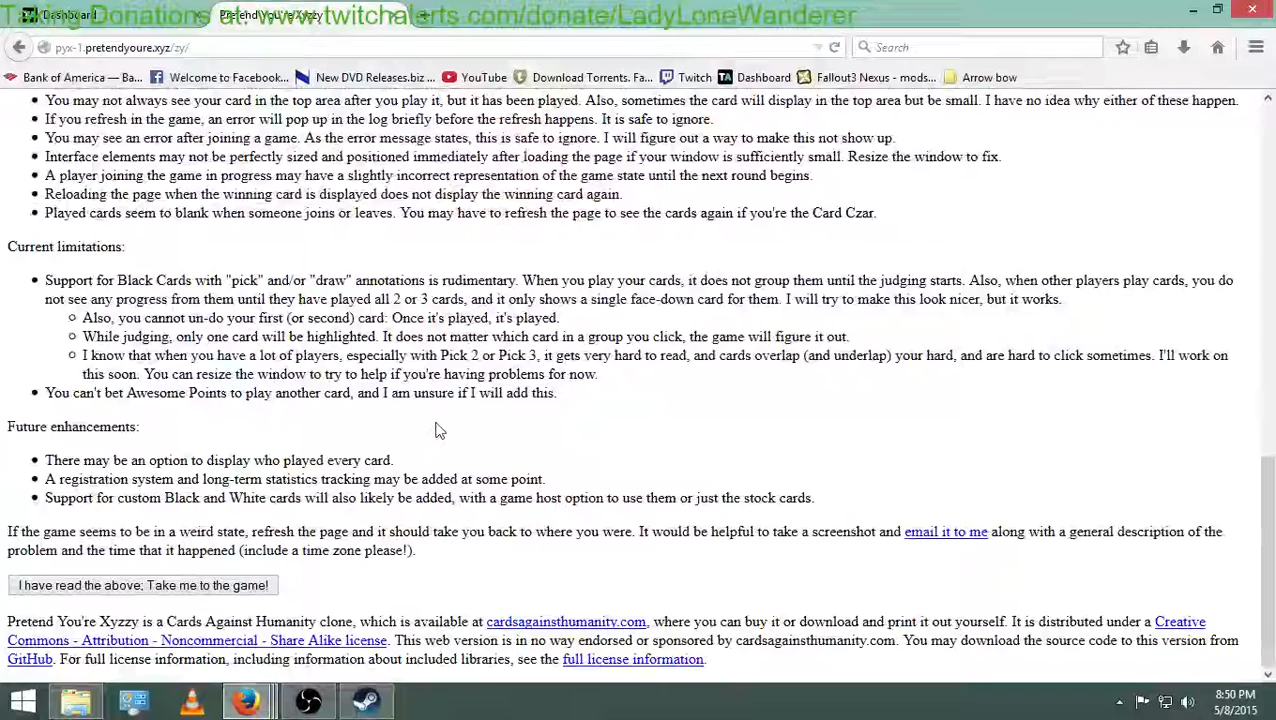 Taking Donations at: www.twitchalerts.com/donate/LadyLoneWanderer
Dashboard
Pretend You're Xyzzy
pyx-1.pretendyoure.xyz/zy/
Search
Bank of America — Ba...
Welcome to Facebook...
New DVD Releases.biz ...
YouTube
Download Torrents. Fa...
Twitch
TA
Dashboard
Fallout3 Nexus - mods...
Arrow bow
You may not always see your card in the top area after you play it, but it has been played. Also, sometimes the card will display in the top area but be small. I have no idea why either of these happen.
If you refresh in the game, an error will pop up in the log briefly before the refresh happens. It is safe to ignore.
You may see an error after joining a game. As the error message states, this is safe to ignore. I will figure out a way to make this not show up.
Interface elements may not be perfectly sized and positioned immediately after loading the page if your window is sufficiently small. Resize the window to fix.
A player joining the game in progress may have a slightly incorrect representation of the game state until the next round begins.
Reloading the page when the winning card is displayed does not display the winning card again.
Played cards seem to blank when someone joins or leaves. You may have to refresh the page to see the cards again if you're the Card Czar.
Current limitations:
Support for Black Cards with "pick" and/or "draw" annotations is rudimentary. When you play your cards, it does not group them until the judging starts. Also, when other players play cards, you do
not see any progress from them until they have played all 2 or 3 cards, and it only shows a single face-down card for them. I will try to make this look nicer, but it works.
Also, you cannot un-do your first (or second) card: Once it's played, it's played.
While judging, only one card will be highlighted. It does not matter which card in a group you click, the game will figure it out.
I know that when you have a lot of players, especially with Pick 2 or Pick 3, it gets very hard to read, and cards overlap (and underlap) your hard, and are hard to click sometimes. I'll work on
this soon. You can resize the window to try to help if you're having problems for now.
You can't bet Awesome Points to play another card, and I am unsure if I will add this.
Future enhancements:
There may be an option to display who played every card.
A registration system and long-term statistics tracking may be added at some point.
Support for custom Black and White cards will also likely be added, with a game host option to use them or just the stock cards.
If the game seems to be in a weird state, refresh the page and it should take you back to where you were. It would be helpful to take a screenshot and email it to me along with a general description of the
problem and the time that it happened (include a time zone please!).
I have read the above; Take me to the game!
Pretend You're Xyzzy is a Cards Against Humanity clone, which is available at cardsagainsthumanity.com, where you can buy it or download and print it out yourself. It is distributed under a Creative
Commons - Attribution - Noncommercial - Share Alike license. This web version is in no way endorsed or sponsored by cardsagainsthumanity.com. You may download the source code to this version from
GitHub. For full license information, including information about included libraries, see the full license information.
8:50 PM
5/8/2015